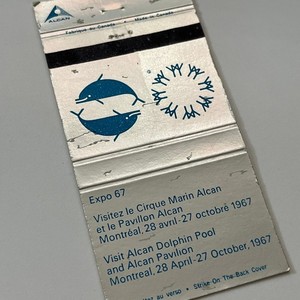 ALCAN
Fabriqué au Canada • Made in Canada
Expo 67
Visitez le Cirque Marin Alcan
et le Pavillon Alcan
Montréal, 28 avril-27 octobre 1967
Visit Alcan Dolphin Pool
and Alcan Pavilion
Montreal, 28 April-27 October, 1967
au verso • Strike-On-The-Back Cover